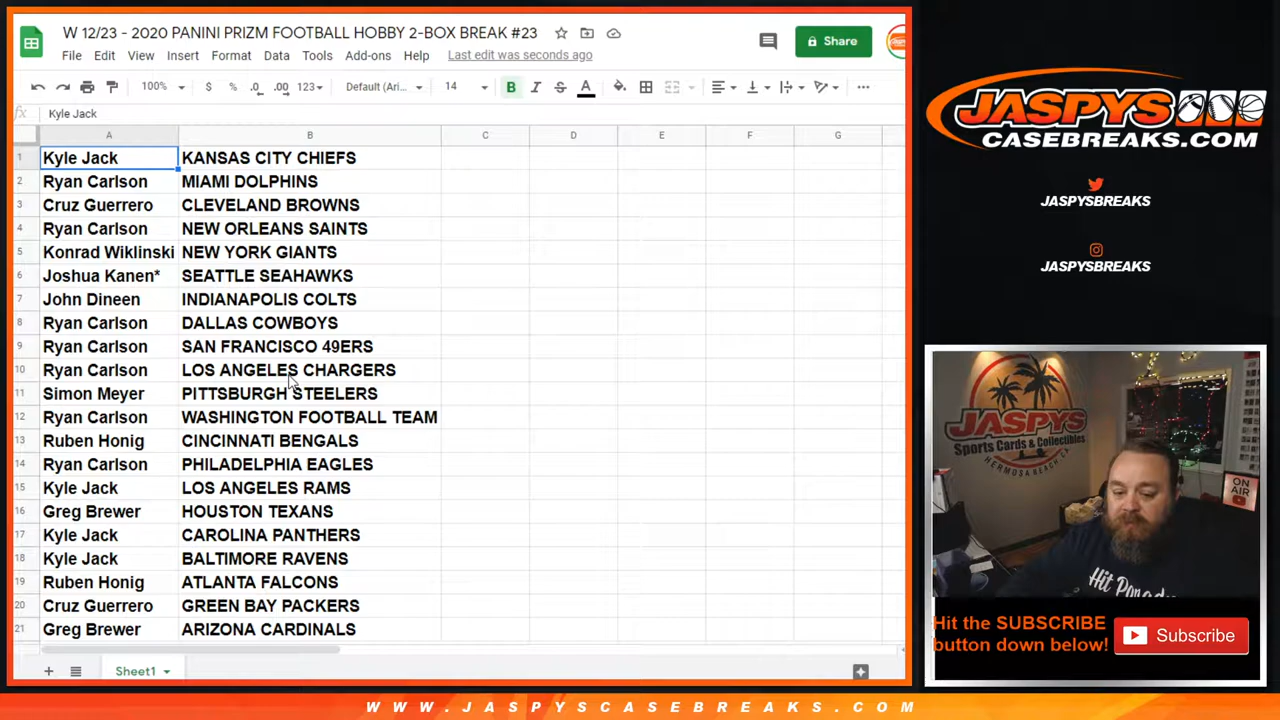 W 12/23 - 2020 PANINI PRIZM FOOTBALL HOBBY 2-BOX BREAK #23
File Edit View Insert Format Data Tools Add-ons Help Last edit was seconds ago
Share
100% $ % .0 .00 123 Default (Ari... 14 B I S A
fx Kyle Jack
A B C D E F G
1 Kyle Jack KANSAS CITY CHIEFS
2 Ryan Carlson MIAMI DOLPHINS
3 Cruz Guerrero CLEVELAND BROWNS
4 Ryan Carlson NEW ORLEANS SAINTS
5 Konrad Wiklinski NEW YORK GIANTS
6 Joshua Kanen* SEATTLE SEAHAWKS
7 John Dineen INDIANAPOLIS COLTS
8 Ryan Carlson DALLAS COWBOYS
9 Ryan Carlson SAN FRANCISCO 49ERS
10 Ryan Carlson LOS ANGELES CHARGERS
11 Simon Meyer PITTSBURGH STEELERS
12 Ryan Carlson WASHINGTON FOOTBALL TEAM
13 Ruben Honig CINCINNATI BENGALS
14 Ryan Carlson PHILADELPHIA EAGLES
15 Kyle Jack LOS ANGELES RAMS
16 Greg Brewer HOUSTON TEXANS
17 Kyle Jack CAROLINA PANTHERS
18 Kyle Jack BALTIMORE RAVENS
19 Ruben Honig ATLANTA FALCONS
20 Cruz Guerrero GREEN BAY PACKERS
21 Greg Brewer ARIZONA CARDINALS
Sheet1
JASPYS
CASEBREAKS.COM
JASPYSBREAKS
JASPYSBREAKS
JASPYS
Sports Cards & Collectibles
HERMOSA BEACH, CA
ON AIR
Hit
Hit the SUBSCRIBE
button down below!
Subscribe
WWW.JASPYSCASEBREAKS.COM